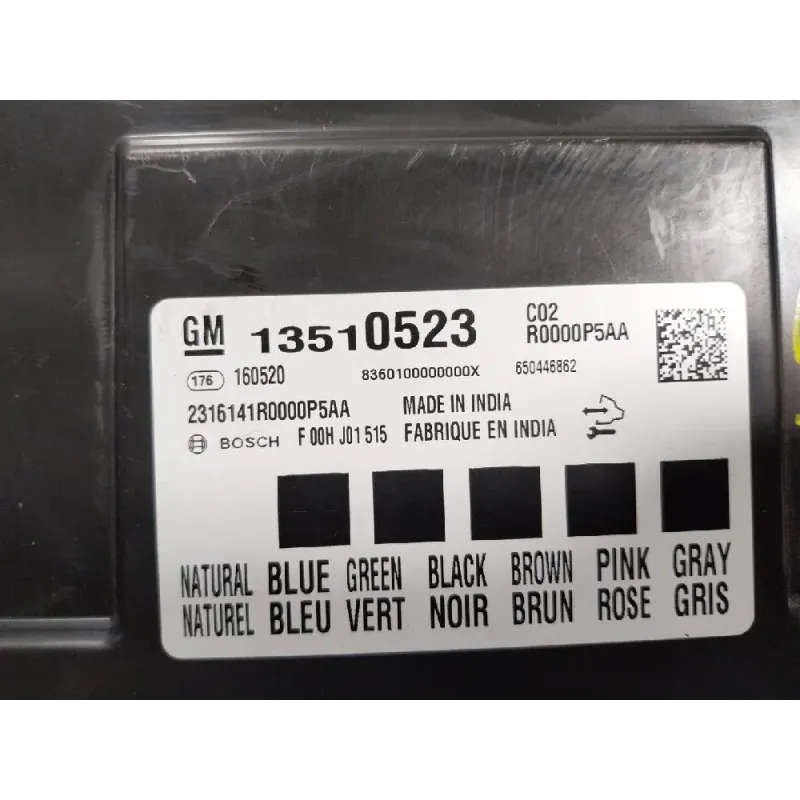 GM 13510523 C02
R0000P5AA
176 160520 8360100000000X 650446862
2316141R0000P5AA MADE IN INDIA
BOSCH F 00H J01 515 FABRIQUE EN INDIA
NATURAL BLUE GREEN BLACK BROWN PINK GRAY
NATUREL BLEU VERT NOIR BRUN ROSE GRIS